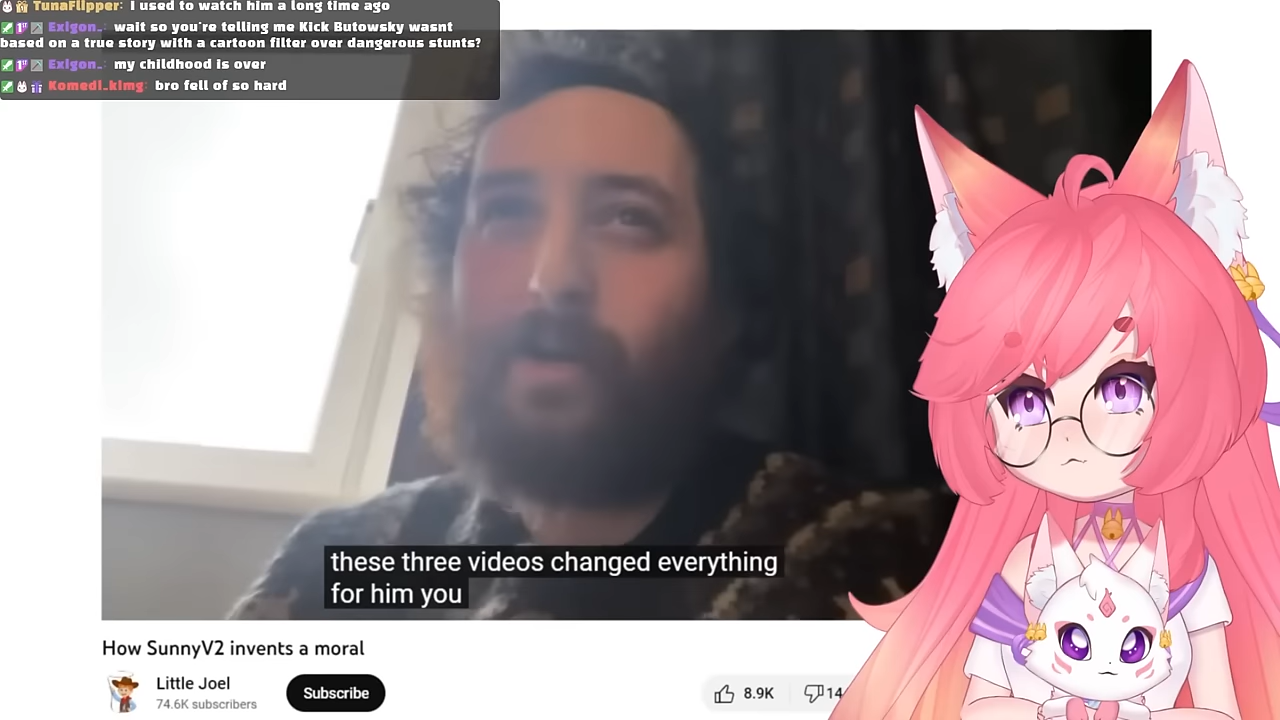 TunaFlipper: I used to watch him a long time ago
Exigon_: wait so you're telling me Kick Butowsky wasnt
based on a true story with a cartoon filter over dangerous stunts?
Exigon_: my childhood is over
Komedi_kimg: bro fell of so hard
these three videos changed everything
for him you
How SunnyV2 invents a moral
Little Joel
74.6K subscribers
Subscribe
8.9K
14